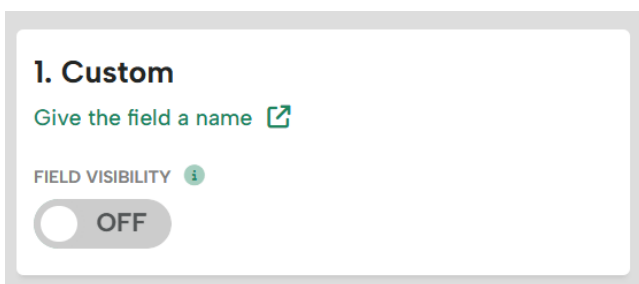 1. Custom
Give the field a name
FIELD VISIBILITY i
OFF